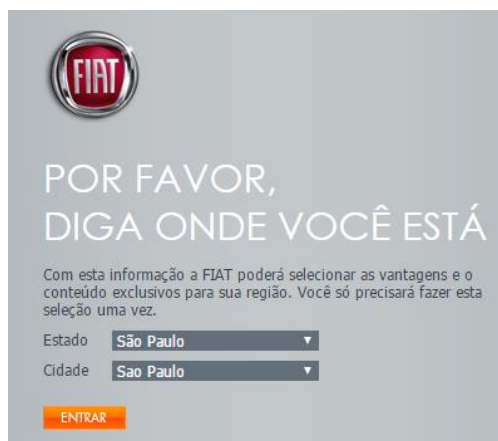 FIAT
POR FAVOR,
DIGA ONDE VOCÊ ESTÁ
Com esta informação a FIAT poderá selecionar as vantagens e o
conteúdo exclusivos para sua região. Você só precisará fazer esta
seleção uma vez.
Estado São Paulo
Cidade Sao Paulo
ENTRAR